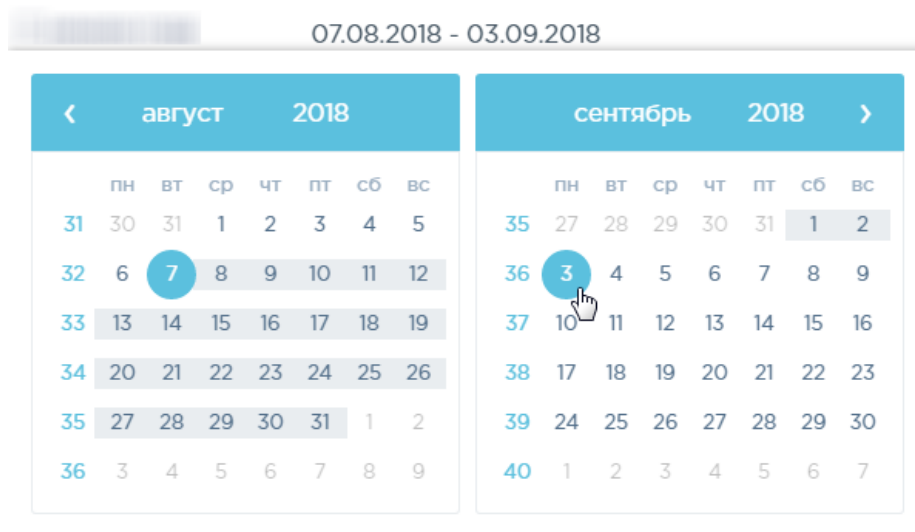 07.08.2018 - 03.09.2018
‹ август 2018
пн вт ср чт пт сб вс
31 30 31 1 2 3 4 5
32 6 7 8 9 10 11 12
33 13 14 15 16 17 18 19
34 20 21 22 23 24 25 26
35 27 28 29 30 31 1 2
36 3 4 5 6 7 8 9
сентябрь 2018 ›
пн вт ср чт пт сб вс
35 27 28 29 30 31 1 2
36 3 4 5 6 7 8 9
37 10 11 12 13 14 15 16
38 17 18 19 20 21 22 23
39 24 25 26 27 28 29 30
40 1 2 3 4 5 6 7